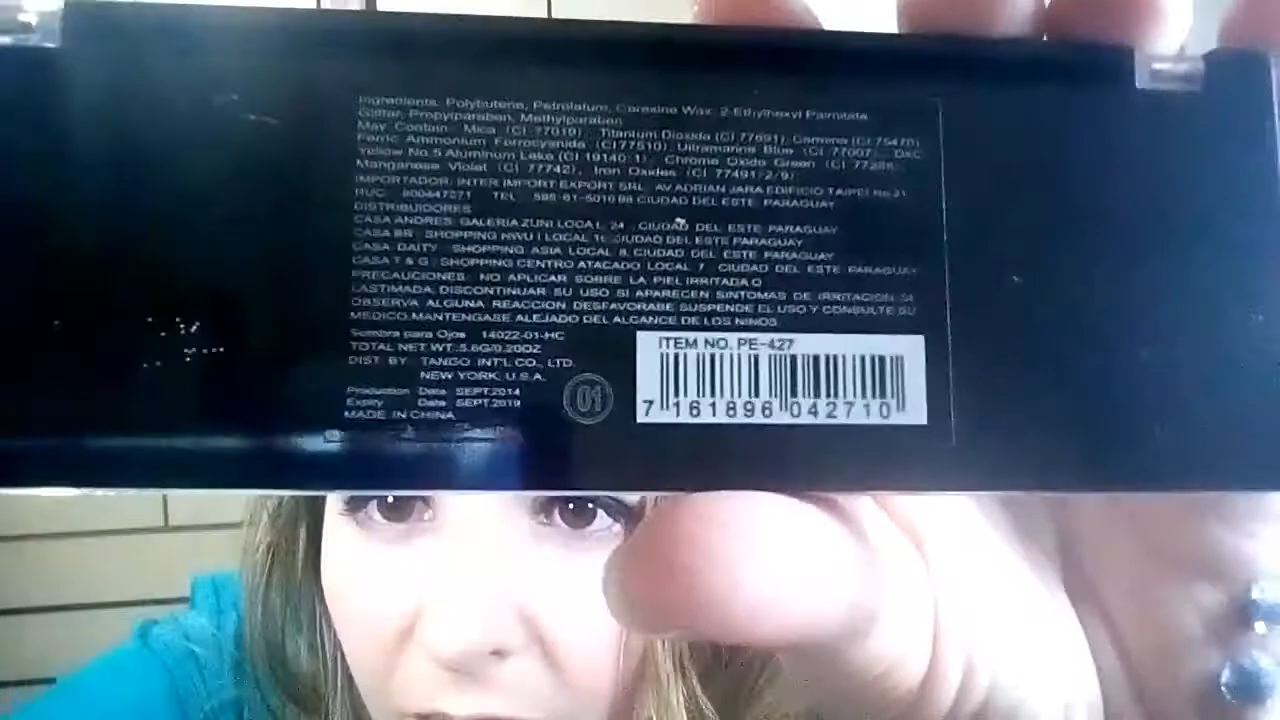 Ingredients: Polybutene, Petrolatum, Ceresine Wax, 2-Ethylhexyl Palmitate
Glitter, Propylparaben, Methylparaben
May Contain: Mica (CI 77019), Titanium Dioxide (CI 77891), Carmine (CI 75470)
Ferric Ammonium Ferrocyanide (CI77510), Ultramarine Blue (CI 77007), D&C
Yellow No.5 Aluminum Lake (CI 19140:1), Chrome Oxide Green (CI 77288),
Manganese Violet (CI 77742), Iron Oxides (CI 77491/2/9)
IMPORTADOR: INTER IMPORT EXPORT SRL AV ADRIAN JARA EDIFICIO TAIPEI No.21
RUC TEL CIUDAD DEL ESTE PARAGUAY
DISTRIBUIDORES
CASA ANDRES: GALERIA ZUNI LOCAL 24 , CIUDAD DEL ESTE PARAGUAY
CASA BR: SHOPPING LOCAL CIUDAD DEL ESTE PARAGUAY
CASA DAITY: SHOPPING ASIA LOCAL 8, CIUDAD DEL ESTE PARAGUAY
CASA T & G: SHOPPING CENTRO ATACADO LOCAL 7 CIUDAD DEL ESTE PARAGUAY
PRECAUCIONES: NO APLICAR SOBRE LA PIEL IRRITADA O
LASTIMADA. DISCONTINUAR SU USO SI APARECEN SINTOMAS DE IRRITACION. SI
OBSERVA ALGUNA REACCION DESFAVORABE SUSPENDE EL USO Y CONSULTE SU
MEDICO.MANTENGASE ALEJADO DEL ALCANCE DE LOS NINOS.
Sombra para Ojos 14022-01-HC
TOTAL NET WT.:5.6G/0.20OZ
DIST BY: TANGO INT'L CO., LTD.
NEW YORK, U.S.A.
Production Date SEPT.2014
Expiry Date SEPT.2019
MADE IN CHINA
01
ITEM NO. PE-427
7 161896 042710